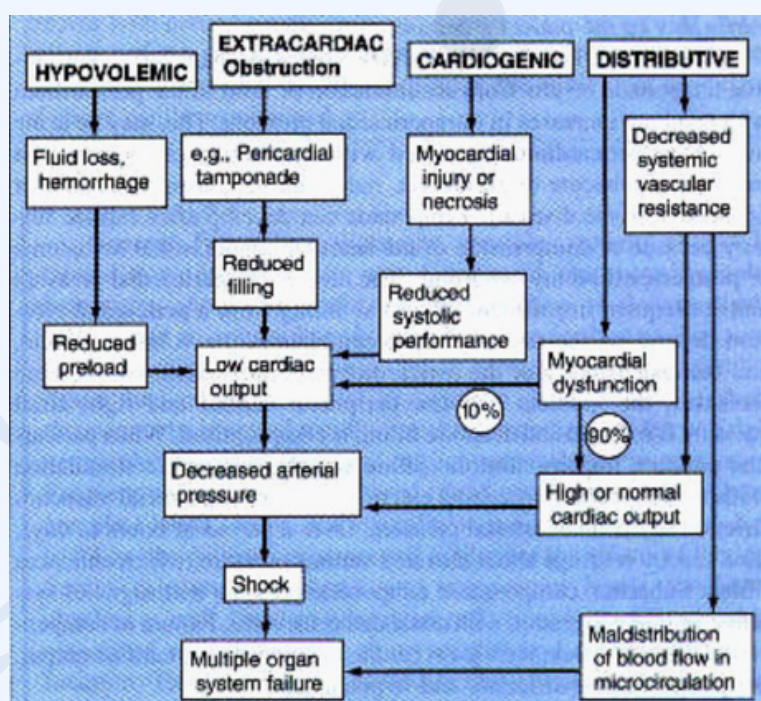 HYPOVOLEMIC
EXTRACARDIAC
Obstruction
CARDIOGENIC
DISTRIBUTIVE
Fluid loss,
hemorrhage
e.g., Pericardial
tamponade
Myocardial
injury or
necrosis
Decreased
systemic
vascular
resistance
Reduced
filling
Reduced
systolic
performance
Reduced
preload
Low cardiac
output
Myocardial
dysfunction
10%
90%
Decreased arterial
pressure
High or normal
cardiac output
Shock
Multiple organ
system failure
Maldistribution
of blood flow in
microcirculation